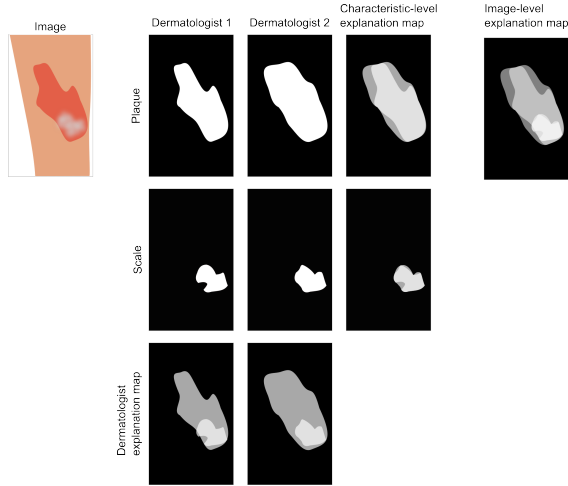 Image
Dermatologist 1
Dermatologist 2
Characteristic-level
explanation map
Image-level
explanation map
Plaque
Scale
Dermatologist
explanation map